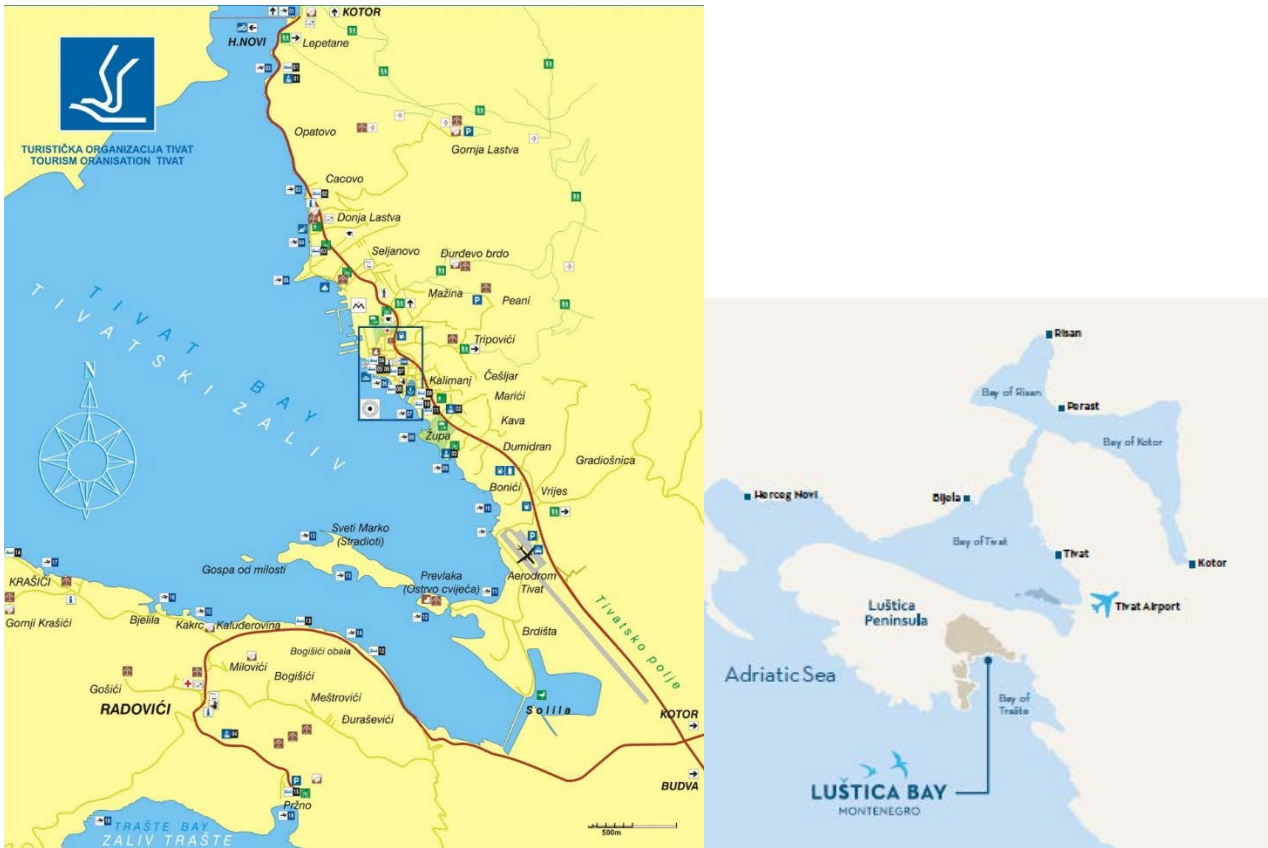 KOTOR
H.NOVI
Lepetane
TURISTIČKA ORGANIZACIJA TIVAT
TOURISM ORANISATION TIVAT
Opatovo
Gornja Lastva
Cacovo
Donja Lastva
Seljanovo
Đurđevo brdo
Mažina
Peani
Tripovići
TIVAT BAY
TIVATSKI ZALIV
N
Kalimanj
Češljar
Marići
Kava
Župa
Dumidran
Gradiošnica
Bonići
Vrijes
Sveti Marko
(Stradioti)
Gospa od milosti
Prevlaka
(Ostrvo cvijeća)
Aerodrom
Tivat
Tivatsko polje
KRAŠIĆI
Gornji Krašići
Bjelila
Kakrc
Kaluđerovina
Brdišta
Bogišići obala
Milovići
Bogišići
Gošići
Meštrovići
RADOVIĆI
Đuraševići
Solila
KOTOR
BUDVA
Pržno
TRAŠTE BAY
ZALIV TRAŠTE
500m
Risan
Bay of Risan
Perast
Bay of Kotor
Herceg Novi
Bijela
Bay of Tivat
Tivat
Kotor
Tivat Airport
Luštica
Peninsula
Adriatic Sea
Bay of
Trašte
LUŠTICA BAY
MONTENEGRO